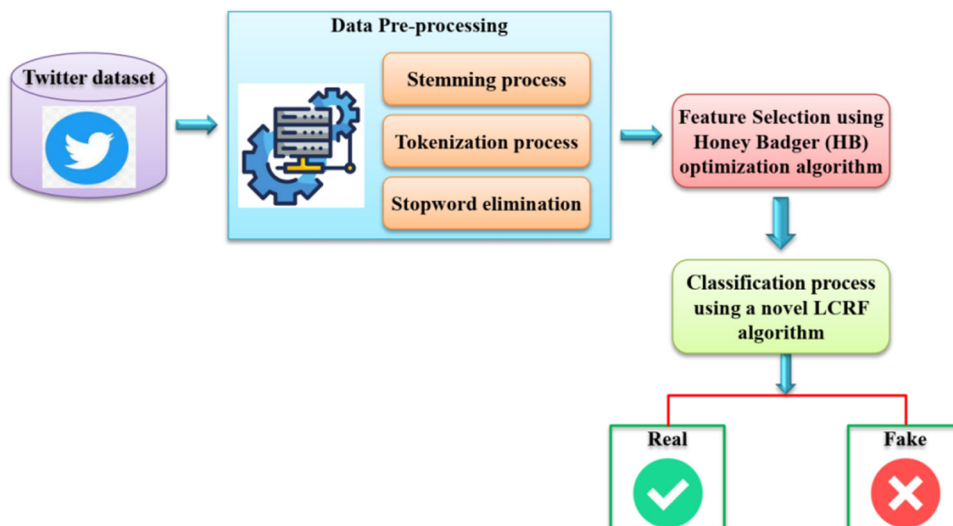 Data Pre-processing
Twitter dataset
Stemming process
Tokenization process
Stopword elimination
Feature Selection using
Honey Badger (HB)
optimization algorithm
Classification process
using a novel LCRF
algorithm
Real
Fake